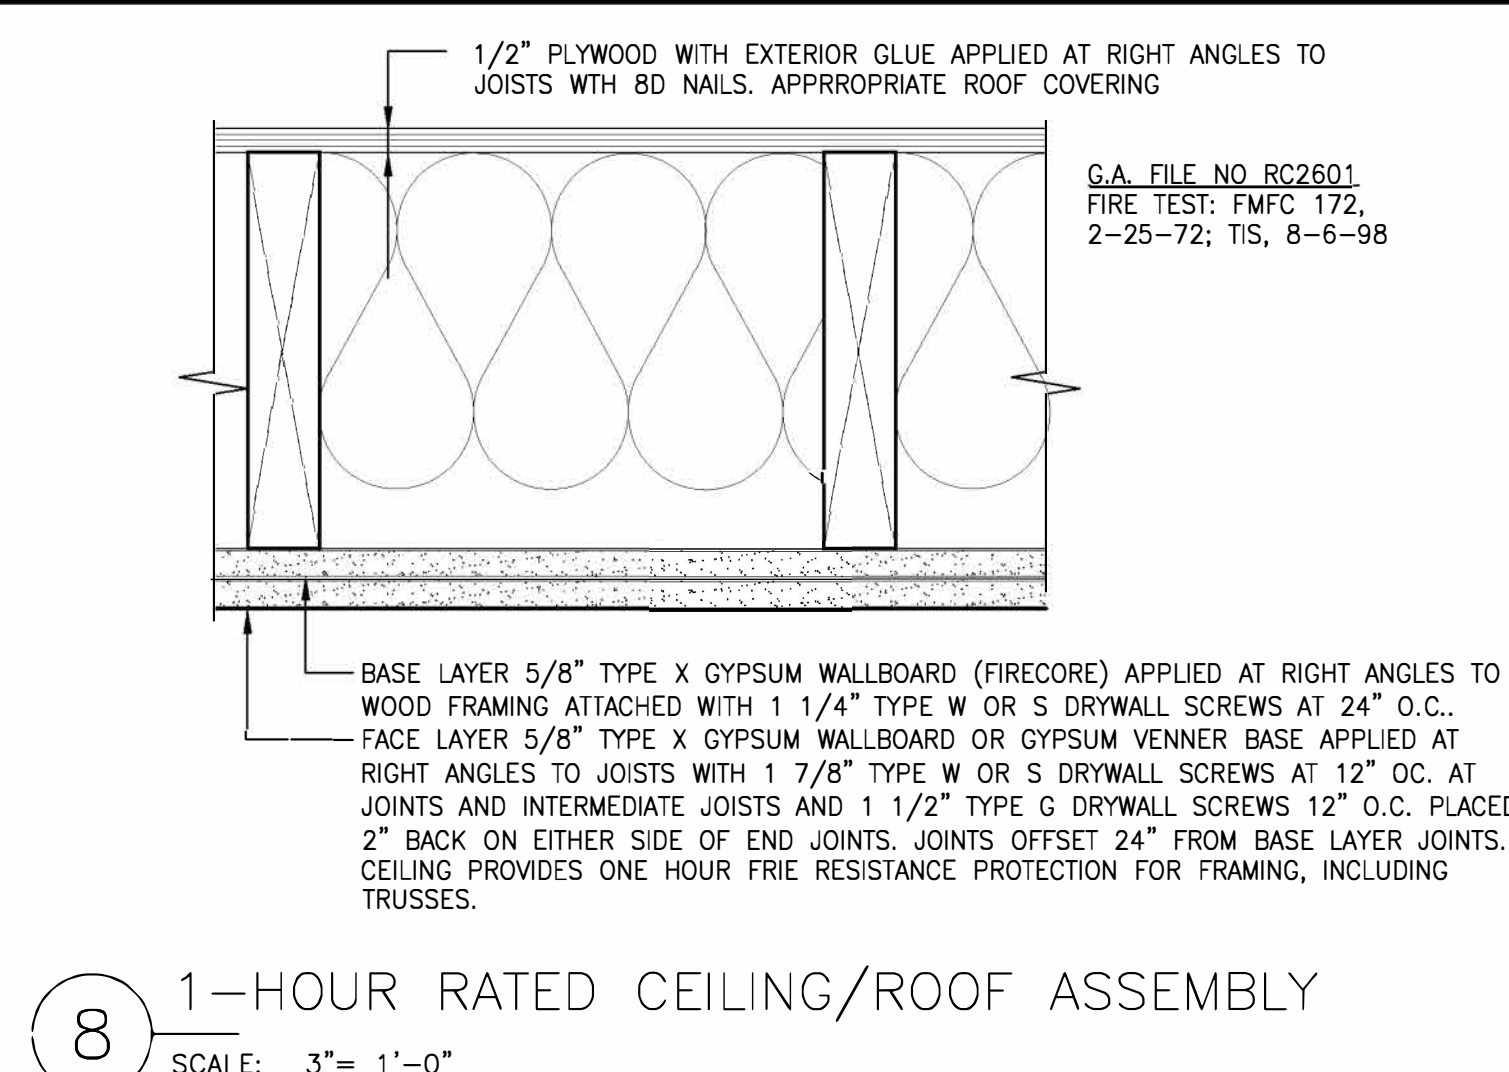 1/2" PLYWOOD WITH EXTERIOR GLUE APPLIED AT RIGHT ANGLES TO
JOISTS WTH 8D NAILS. APPRROPRIATE ROOF COVERING
G.A. FILE NO RC2601
FIRE TEST: FMFC 172,
2-25-72; TIS, 8-6-98
BASE LAYER 5/8" TYPE X GYPSUM WALLBOARD (FIRECORE) APPLIED AT RIGHT ANGLES TO
WOOD FRAMING ATTACHED WITH 1 1/4" TYPE W OR S DRYWALL SCREWS AT 24" O.C..
FACE LAYER 5/8" TYPE X GYPSUM WALLBOARD OR GYPSUM VENNER BASE APPLIED AT
RIGHT ANGLES TO JOISTS WITH 1 7/8" TYPE W OR S DRYWALL SCREWS AT 12" OC. AT
JOINTS AND INTERMEDIATE JOISTS AND 1 1/2" TYPE G DRYWALL SCREWS 12" O.C. PLACED
2" BACK ON EITHER SIDE OF END JOINTS. JOINTS OFFSET 24" FROM BASE LAYER JOINTS.
CEILING PROVIDES ONE HOUR FRIE RESISTANCE PROTECTION FOR FRAMING, INCLUDING
TRUSSES.
8
1-HOUR RATED CEILING/ROOF ASSEMBLY
SCALE: 3"= 1'-0"